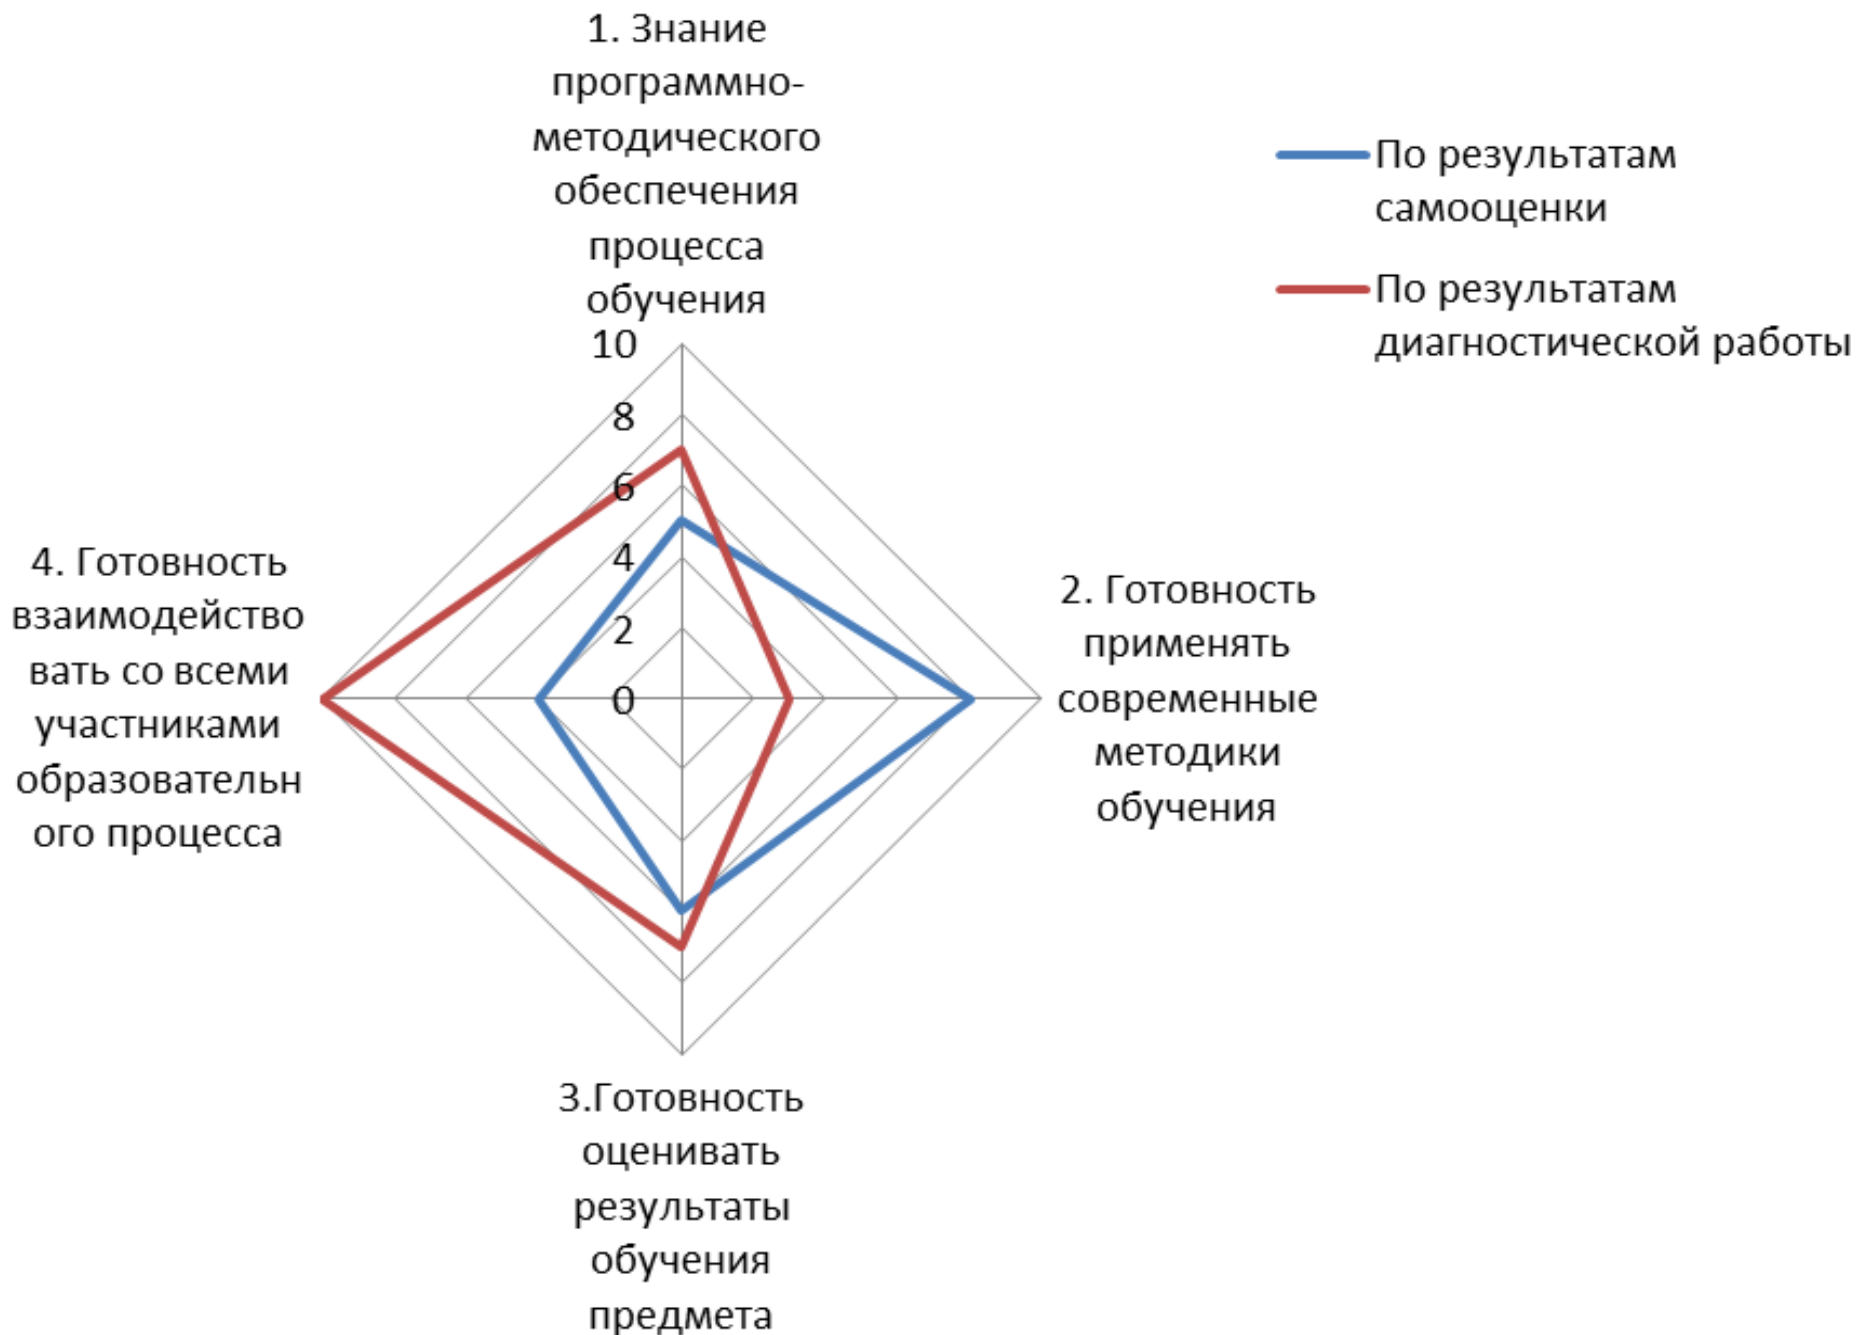 1. Знание
программно-
методического
обеспечения
процесса
обучения
По результатам
самооценки
По результатам
диагностической работы
10
8
6
4
2
0
4. Готовность
взаимодейство
вать со всеми
участниками
образовательн
ого процесса
2. Готовность
применять
современные
методики
обучения
3.Готовность
оценивать
результаты
обучения
предмета